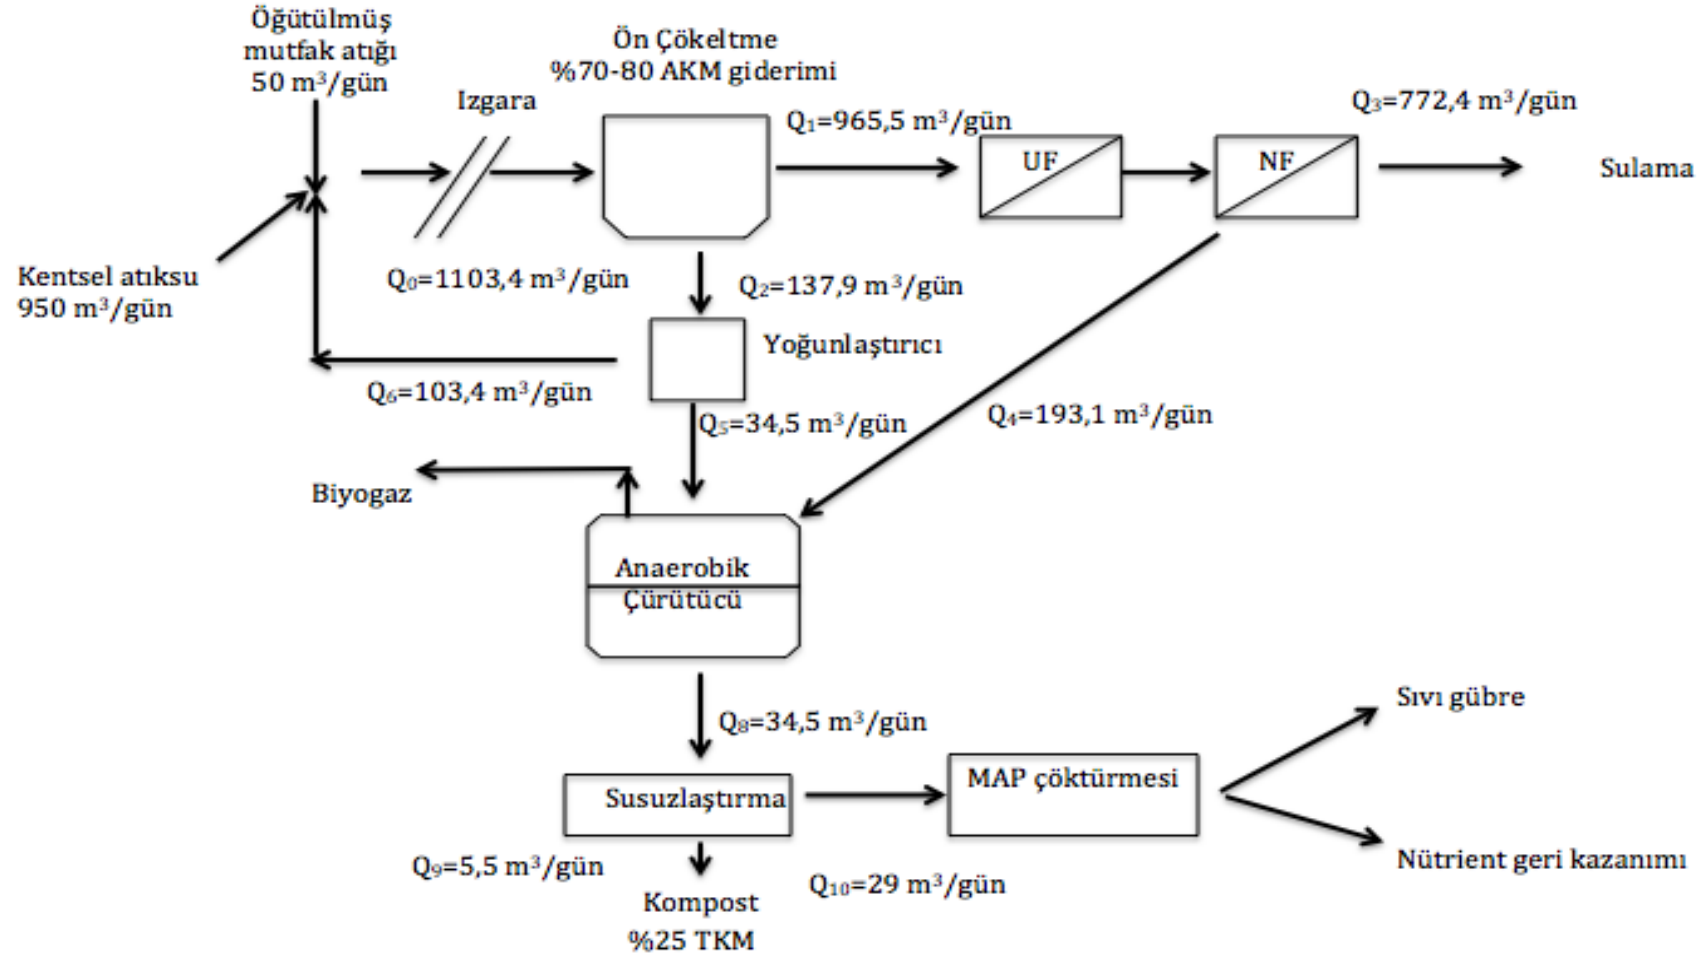 Öğütülmüş
mutfak atığı
50 m³/gün
Izgara
Ön Çökeltme
%70-80 AKM giderimi
Q₁=965,5 m³/gün
UF
NF
Q₃=772,4 m³/gün
Sulama
Kentsel atıksu
950 m³/gün
Q₀=1103,4 m³/gün
Q₂=137,9 m³/gün
Yoğunlaştırıcı
Q₆=103,4 m³/gün
Q₅=34,5 m³/gün
Q₄=193,1 m³/gün
Biyogaz
Anaerobik
Çürütücü
Q₈=34,5 m³/gün
Susuzlaştırma
MAP çöktürmesi
Sıvı gübre
Nütrient geri kazanımı
Q₉=5,5 m³/gün
Q₁₀=29 m³/gün
Kompost
%25 TKM